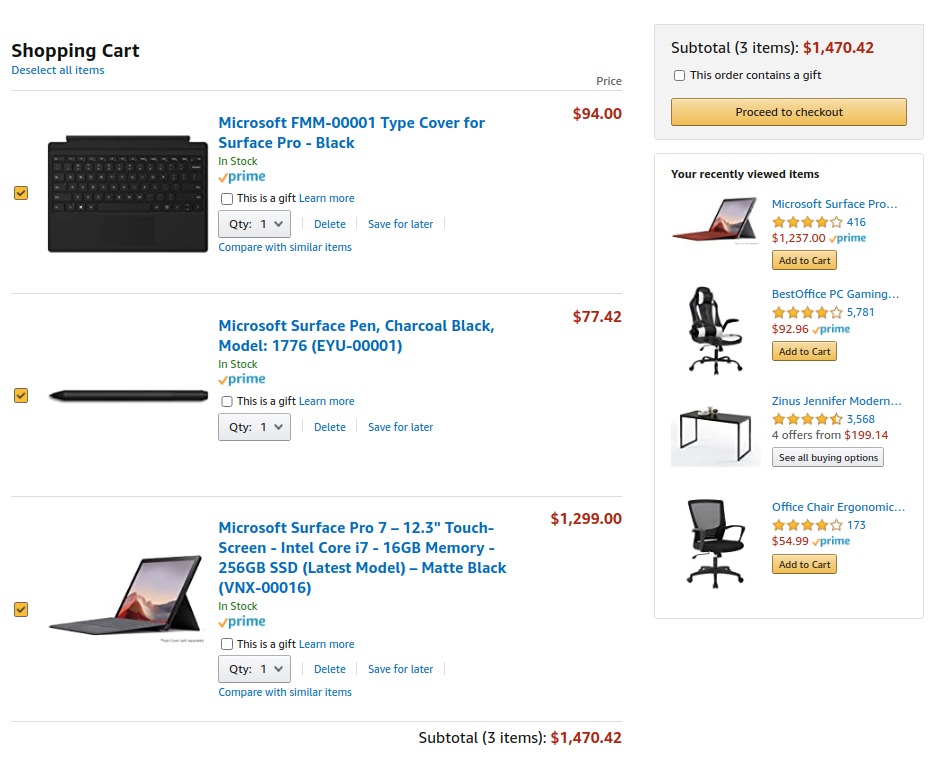 Shopping Cart
Deselect all items
Price
Microsoft FMM-00001 Type Cover for
Surface Pro - Black
$94.00
In Stock
prime
This is a gift Learn more
Qty: 1
Delete
Save for later
Compare with similar items
Microsoft Surface Pen, Charcoal Black,
Model: 1776 (EYU-00001)
$77.42
In Stock
prime
This is a gift Learn more
Qty: 1
Delete
Save for later
Microsoft Surface Pro 7 – 12.3" Touch-
Screen - Intel Core i7 - 16GB Memory -
256GB SSD (Latest Model) – Matte Black
(VNX-00016)
$1,299.00
In Stock
prime
This is a gift Learn more
Qty: 1
Delete
Save for later
Compare with similar items
Subtotal (3 items): $1,470.42
Subtotal (3 items): $1,470.42
This order contains a gift
Proceed to checkout
Your recently viewed items
Microsoft Surface Pro...
416
$1,237.00 prime
Add to Cart
BestOffice PC Gaming...
5,781
$92.96 prime
Add to Cart
Zinus Jennifer Modern...
3,568
4 offers from $199.14
See all buying options
Office Chair Ergonomic...
173
$54.99 prime
Add to Cart